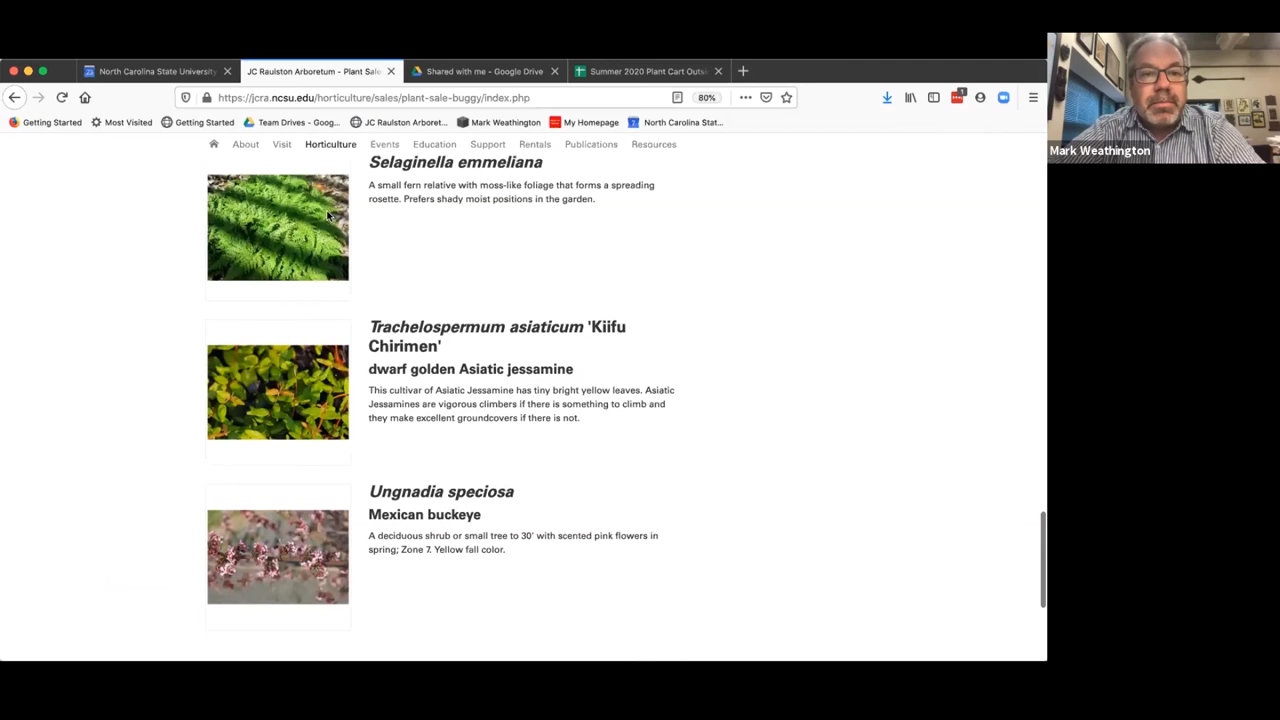 North Carolina State University
JC Raulston Arboretum - Plant Sale
Shared with me - Google Drive
Summer 2020 Plant Cart Outsi
https://jcra.ncsu.edu/horticulture/sales/plant-sale-buggy/index.php
80%
1
Getting Started
Most Visited
Getting Started
Team Drives - Goog...
JC Raulston Arboret...
Mark Weathington
My Homepage
North Carolina Stat...
Mark Weathington
About
Visit
Horticulture
Events
Education
Support
Rentals
Publications
Resources
Selaginella emmeliana
A small fern relative with moss-like foliage that forms a spreading
rosette. Prefers shady moist positions in the garden.
Trachelospermum asiaticum 'Kiifu
Chirimen'
dwarf golden Asiatic jessamine
This cultivar of Asiatic Jessamine has tiny bright yellow leaves. Asiatic
Jessamines are vigorous climbers if there is something to climb and
they make excellent groundcovers if there is not.
Ungnadia speciosa
Mexican buckeye
A deciduous shrub or small tree to 30' with scented pink flowers in
spring; Zone 7. Yellow fall color.